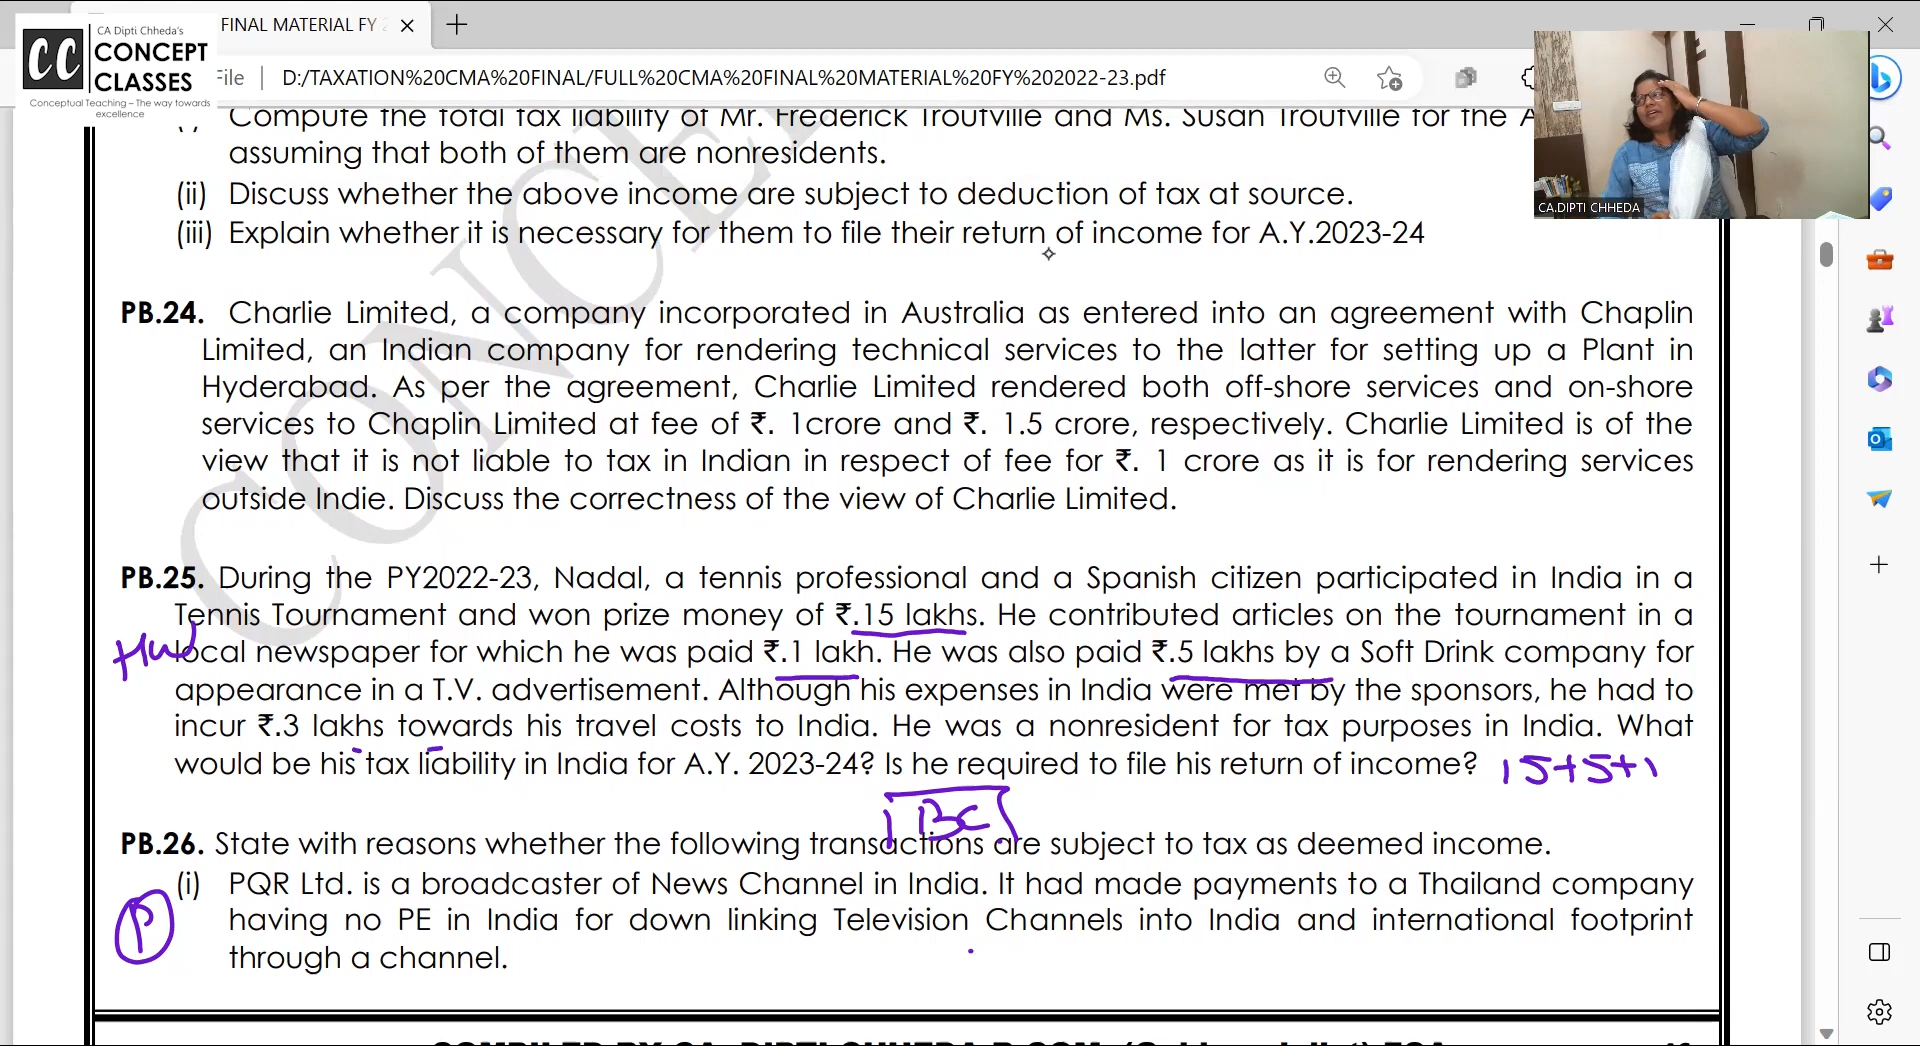 FINAL MATERIAL FY 2
CA Dipti Chheda's
CC CONCEPT
CLASSES
Conceptual Teaching – The way towards
excellence
File
D:/TAXATION%20CMA%20FINAL/FULL%20CMA%20FINAL%20MATERIAL%20FY%202022-23.pdf
CA.DIPTI CHHEDA
Compute the total tax liability of Mr. Frederick Troutville and Ms. Susan Troutville for the A
assuming that both of them are nonresidents.
(ii) Discuss whether the above income are subject to deduction of tax at source.
(iii) Explain whether it is necessary for them to file their return of income for A.Y.2023-24
PB.24. Charlie Limited, a company incorporated in Australia as entered into an agreement with Chaplin
Limited, an Indian company for rendering technical services to the latter for setting up a Plant in
Hyderabad. As per the agreement, Charlie Limited rendered both off-shore services and on-shore
services to Chaplin Limited at fee of ₹. 1crore and ₹. 1.5 crore, respectively. Charlie Limited is of the
view that it is not liable to tax in Indian in respect of fee for ₹. 1 crore as it is for rendering services
outside Indie. Discuss the correctness of the view of Charlie Limited.
PB.25. During the PY2022-23, Nadal, a tennis professional and a Spanish citizen participated in India in a
Tennis Tournament and won prize money of ₹.15 lakhs. He contributed articles on the tournament in a
HW local newspaper for which he was paid ₹.1 lakh. He was also paid ₹.5 lakhs by a Soft Drink company for
appearance in a T.V. advertisement. Although his expenses in India were met by the sponsors, he had to
incur ₹.3 lakhs towards his travel costs to India. He was a nonresident for tax purposes in India. What
would be his tax liability in India for A.Y. 2023-24? Is he required to file his return of income? 15+5+1
PB.26. State with reasons whether the following transactions are subject to tax as deemed income.
(i) PQR Ltd. is a broadcaster of News Channel in India. It had made payments to a Thailand company
P having no PE in India for down linking Television Channels into India and international footprint
through a channel.